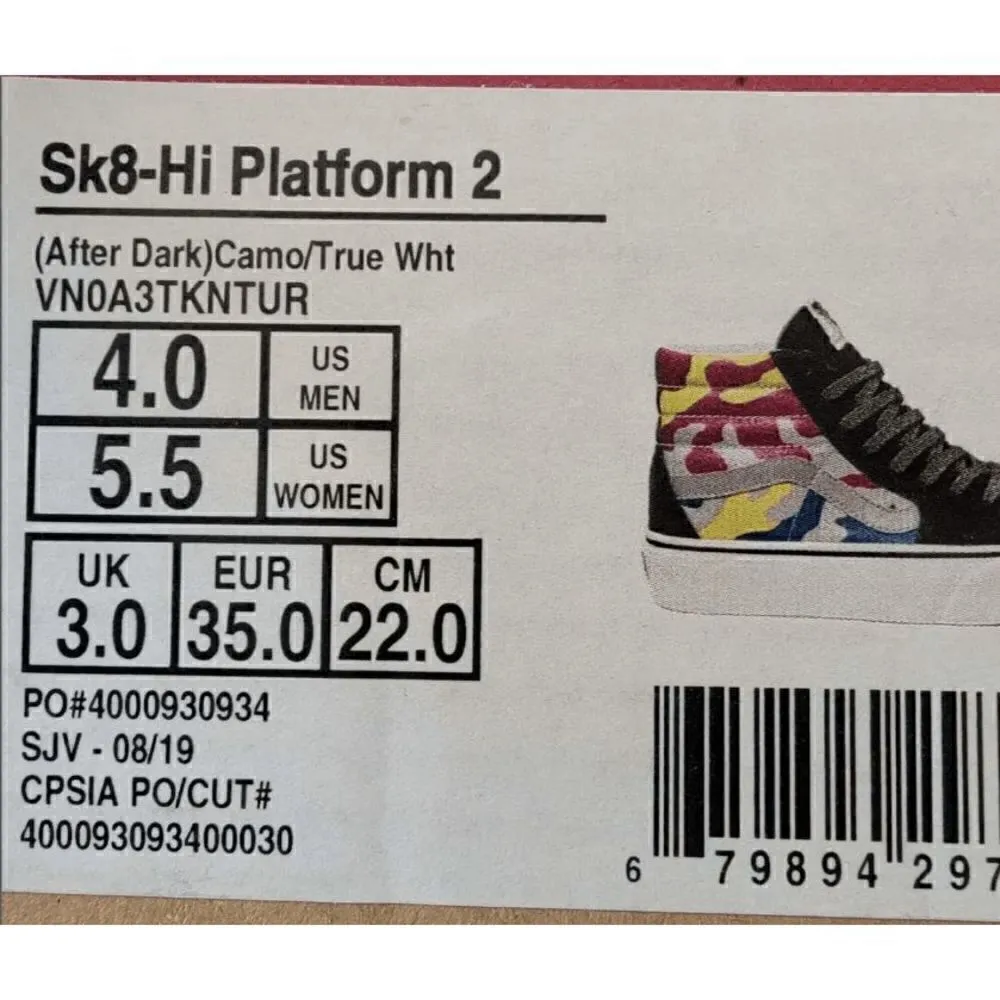 Sk8-Hi Platform 2
(After Dark)Camo/True Wht
VN0A3TKNTUR
4.0 US MEN
5.5 US WOMEN
UK EUR CM
3.0 35.0 22.0
PO#4000930934
SJV - 08/19
CPSIA PO/CUT#
400093093400030
6 79894 297